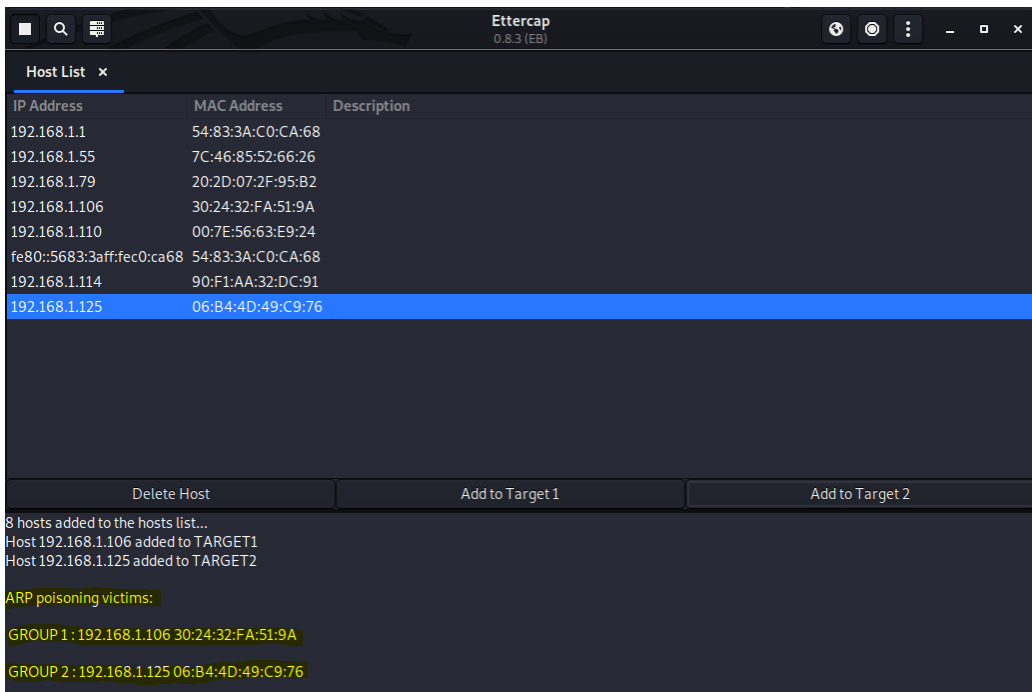 Ettercap
0.8.3 (EB)
Host List ×
IP Address MAC Address Description
192.168.1.1 54:83:3A:C0:CA:68
192.168.1.55 7C:46:85:52:66:26
192.168.1.79 20:2D:07:2F:95:B2
192.168.1.106 30:24:32:FA:51:9A
192.168.1.110 00:7E:56:63:E9:24
fe80::5683:3aff:fec0:ca68 54:83:3A:C0:CA:68
192.168.1.114 90:F1:AA:32:DC:91
192.168.1.125 06:B4:4D:49:C9:76
Delete Host Add to Target 1 Add to Target 2
8 hosts added to the hosts list...
Host 192.168.1.106 added to TARGET1
Host 192.168.1.125 added to TARGET2
ARP poisoning victims:
GROUP 1 : 192.168.1.106 30:24:32:FA:51:9A
GROUP 2 : 192.168.1.125 06:B4:4D:49:C9:76